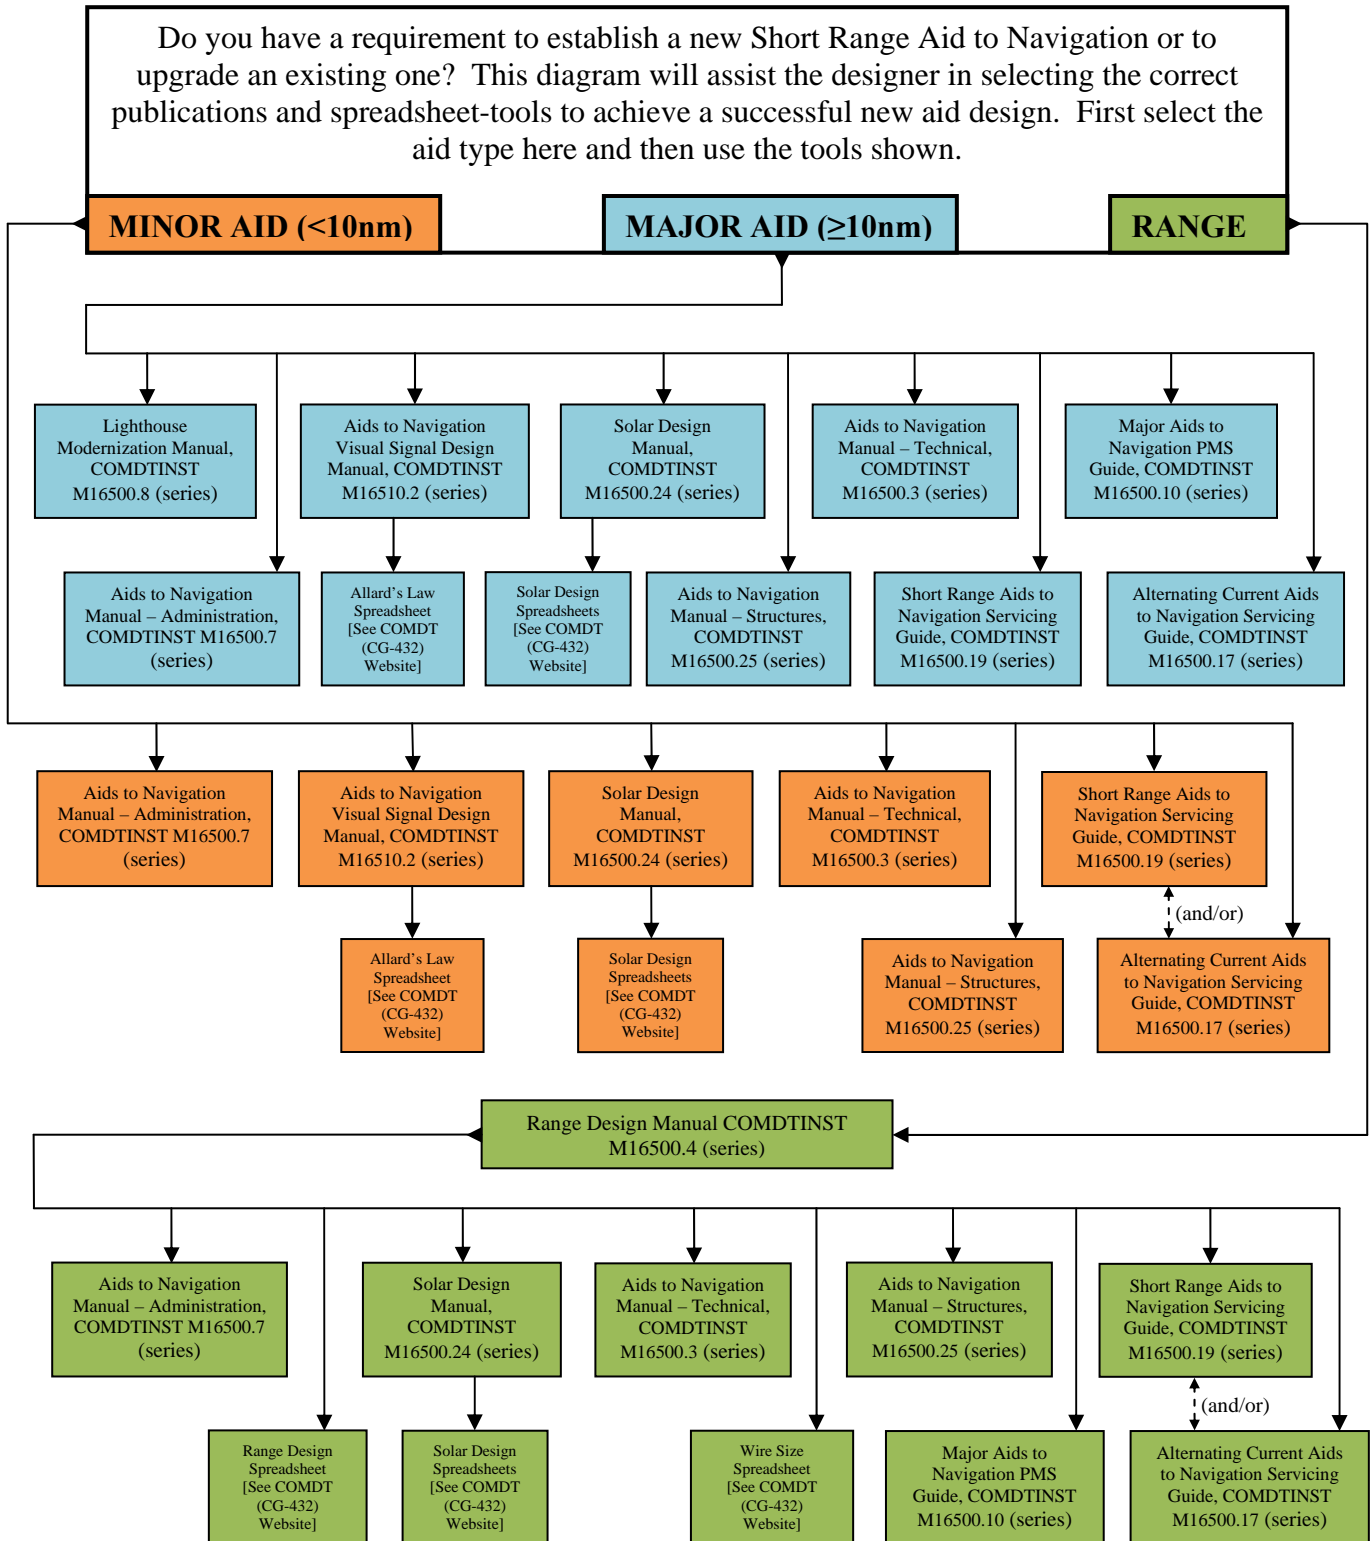 Do you have a requirement to establish a new Short Range Aid to Navigation or to
upgrade an existing one?  This diagram will assist the designer in selecting the correct
publications and spreadsheet-tools to achieve a successful new aid design.  First select the
aid type here and then use the tools shown.
MINOR AID (<10nm)
MAJOR AID (≥10nm)
RANGE
Lighthouse
Modernization Manual,
COMDTINST
M16500.8 (series)
Aids to Navigation
Visual Signal Design
Manual, COMDTINST
M16510.2 (series)
Solar Design
Manual,
COMDTINST
M16500.24 (series)
Aids to Navigation
Manual – Technical,
COMDTINST
M16500.3 (series)
Major Aids to
Navigation PMS
Guide, COMDTINST
M16500.10 (series)
Aids to Navigation
Manual – Administration,
COMDTINST M16500.7
(series)
Allard's Law
Spreadsheet
[See COMDT
(CG-432)
Website]
Solar Design
Spreadsheets
[See COMDT
(CG-432)
Website]
Aids to Navigation
Manual – Structures,
COMDTINST
M16500.25 (series)
Short Range Aids to
Navigation Servicing
Guide, COMDTINST
M16500.19 (series)
Alternating Current Aids
to Navigation Servicing
Guide, COMDTINST
M16500.17 (series)
Aids to Navigation
Manual – Administration,
COMDTINST M16500.7
(series)
Aids to Navigation
Visual Signal Design
Manual, COMDTINST
M16510.2 (series)
Solar Design
Manual,
COMDTINST
M16500.24 (series)
Aids to Navigation
Manual – Technical,
COMDTINST
M16500.3 (series)
Short Range Aids to
Navigation Servicing
Guide, COMDTINST
M16500.19 (series)
(and/or)
Allard's Law
Spreadsheet
[See COMDT
(CG-432)
Website]
Solar Design
Spreadsheets
[See COMDT
(CG-432)
Website]
Aids to Navigation
Manual – Structures,
COMDTINST
M16500.25 (series)
Alternating Current Aids
to Navigation Servicing
Guide, COMDTINST
M16500.17 (series)
Range Design Manual COMDTINST
M16500.4 (series)
Aids to Navigation
Manual – Administration,
COMDTINST M16500.7
(series)
Solar Design
Manual,
COMDTINST
M16500.24 (series)
Aids to Navigation
Manual – Technical,
COMDTINST
M16500.3 (series)
Aids to Navigation
Manual – Structures,
COMDTINST
M16500.25 (series)
Short Range Aids to
Navigation Servicing
Guide, COMDTINST
M16500.19 (series)
(and/or)
Range Design
Spreadsheet
[See COMDT
(CG-432)
Website]
Solar Design
Spreadsheets
[See COMDT
(CG-432)
Website]
Wire Size
Spreadsheet
[See COMDT
(CG-432)
Website]
Major Aids to
Navigation PMS
Guide, COMDTINST
M16500.10 (series)
Alternating Current Aids
to Navigation Servicing
Guide, COMDTINST
M16500.17 (series)